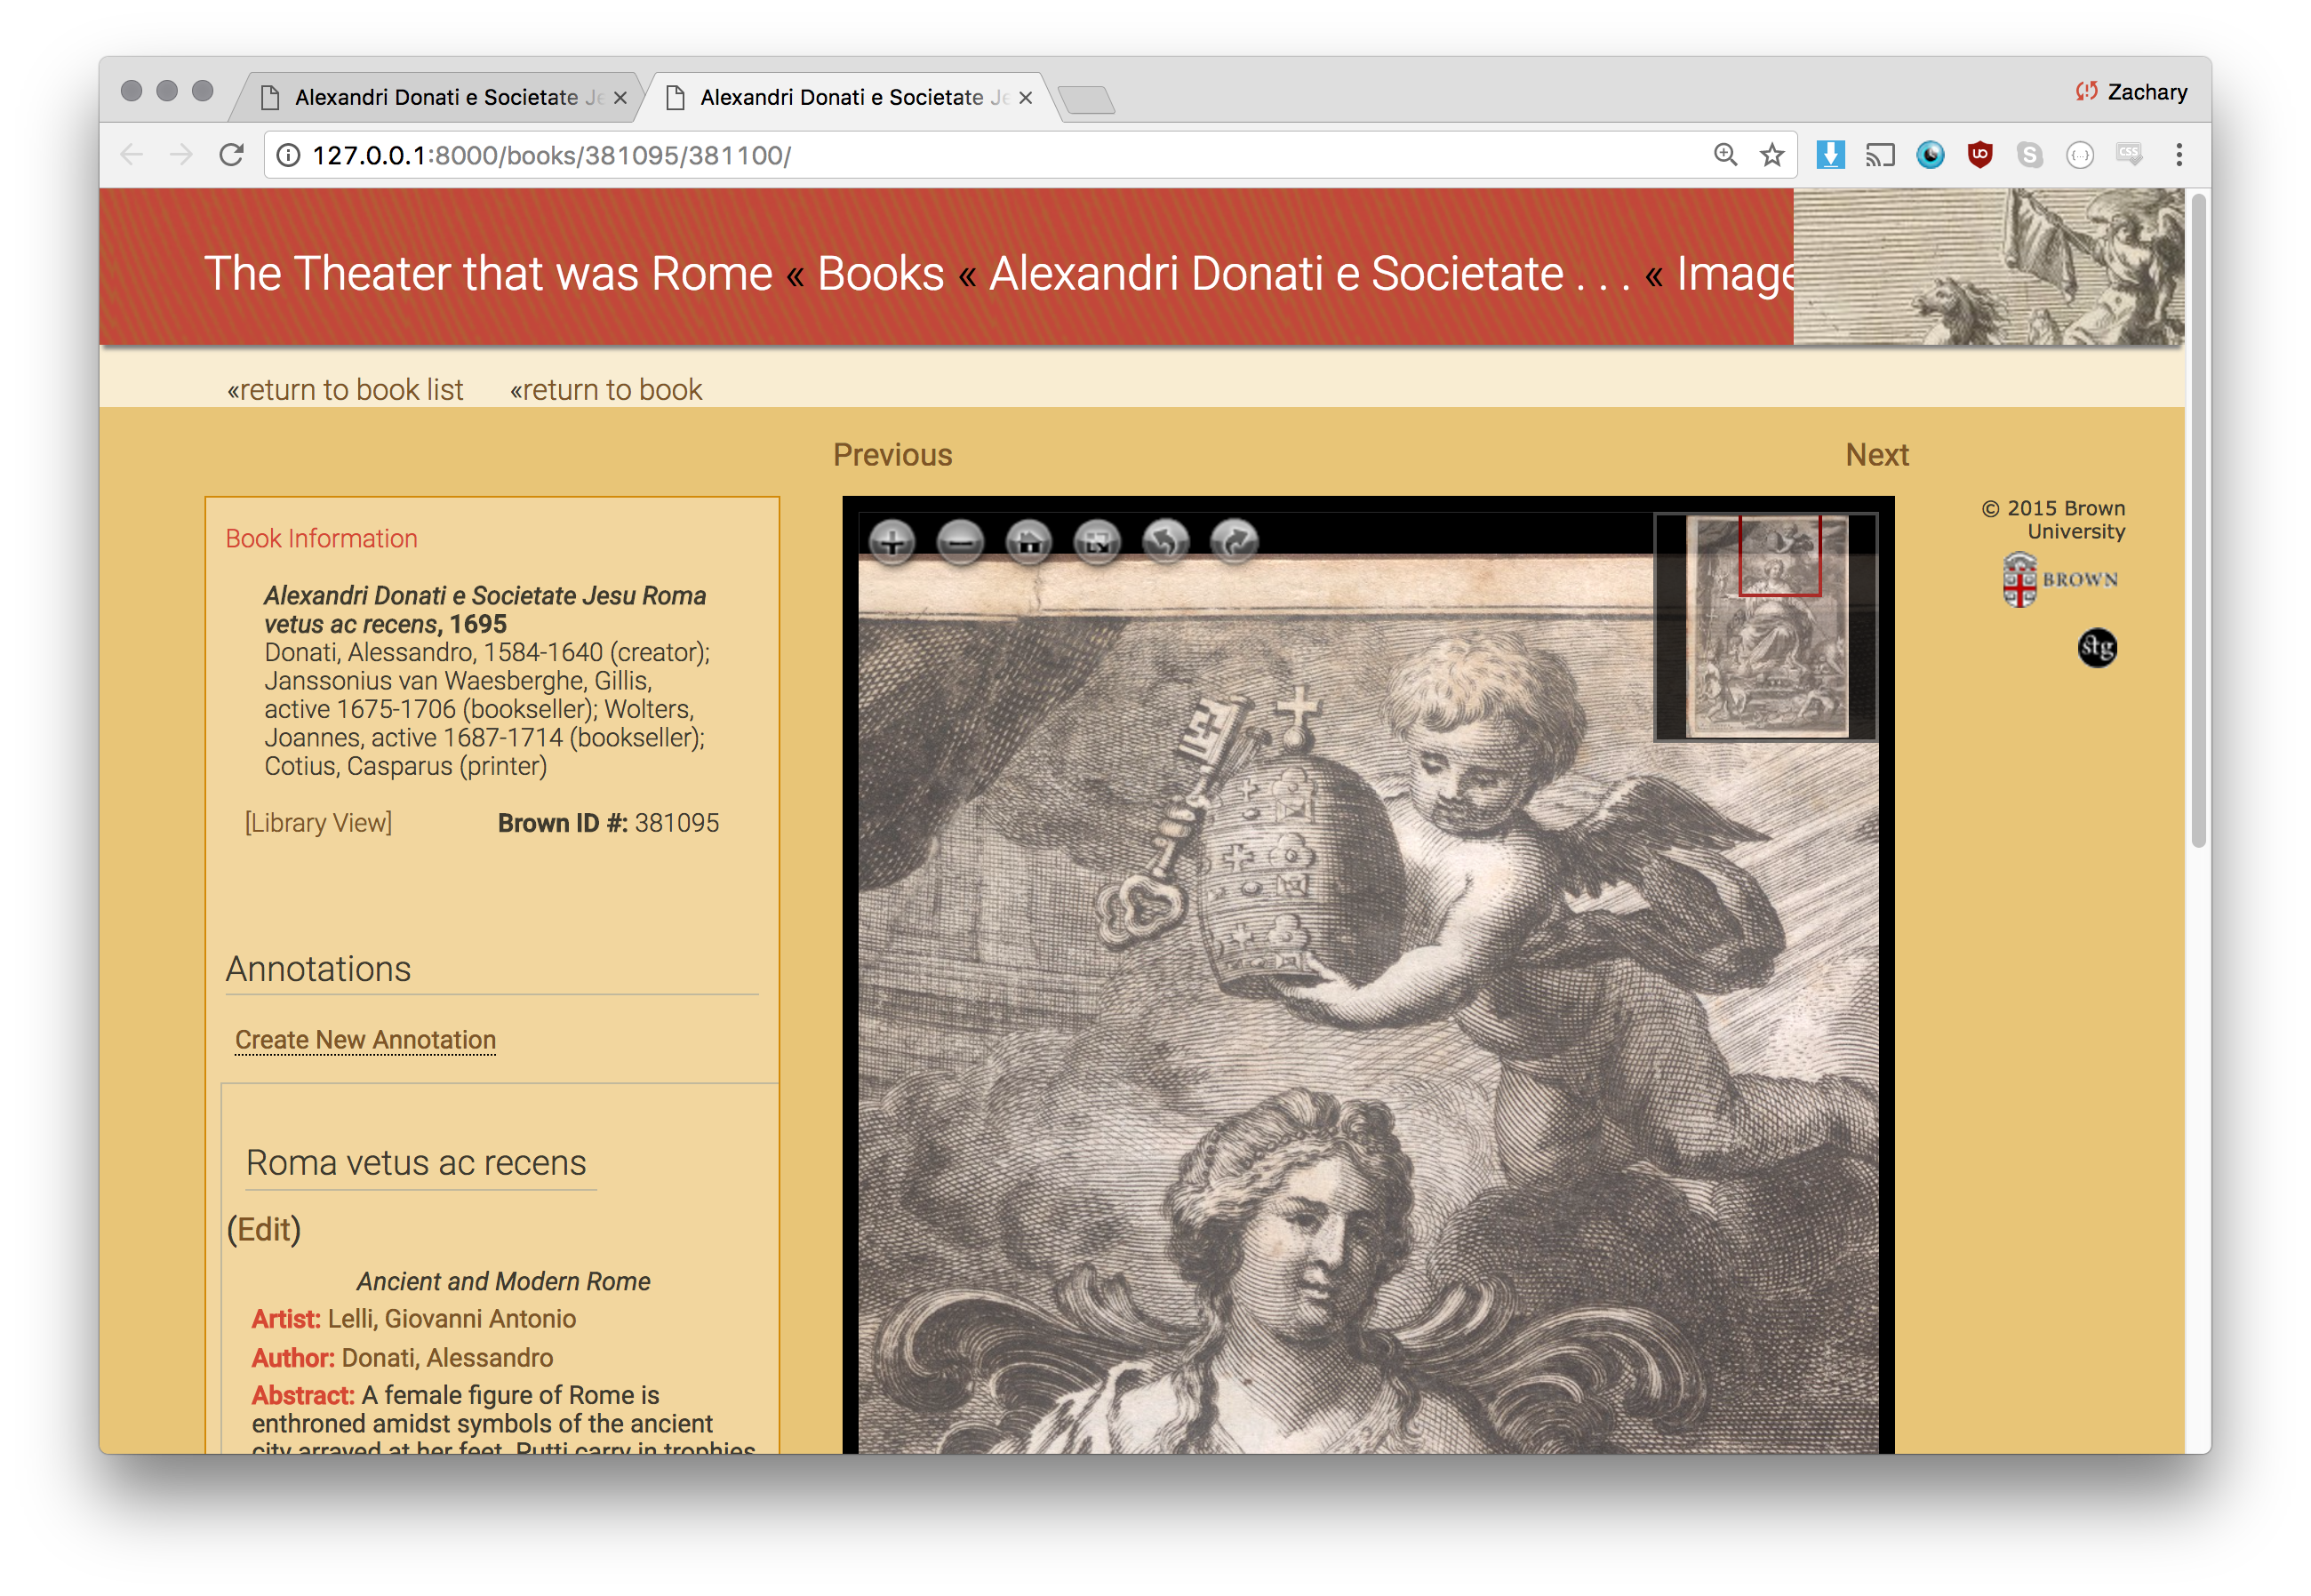 Alexandri Donati e Societate Je
Alexandri Donati e Societate Je
Zachary
127.0.0.1:8000/books/381095/381100/
The Theater that was Rome « Books « Alexandri Donati e Societate . . . « Image
«return to book list «return to book
Previous Next
Book Information
Alexandri Donati e Societate Jesu Roma
vetus ac recens, 1695
Donati, Alessandro, 1584-1640 (creator);
Janssonius van Waesberghe, Gillis,
active 1675-1706 (bookseller); Wolters,
Joannes, active 1687-1714 (bookseller);
Cotius, Casparus (printer)
[Library View] Brown ID #: 381095
Annotations
Create New Annotation
Roma vetus ac recens
(Edit)
Ancient and Modern Rome
Artist: Lelli, Giovanni Antonio
Author: Donati, Alessandro
Abstract: A female figure of Rome is
enthroned amidst symbols of the ancient
city arrayed at her feet. Putti carry in trophies
© 2015 Brown
University
BROWN
stg